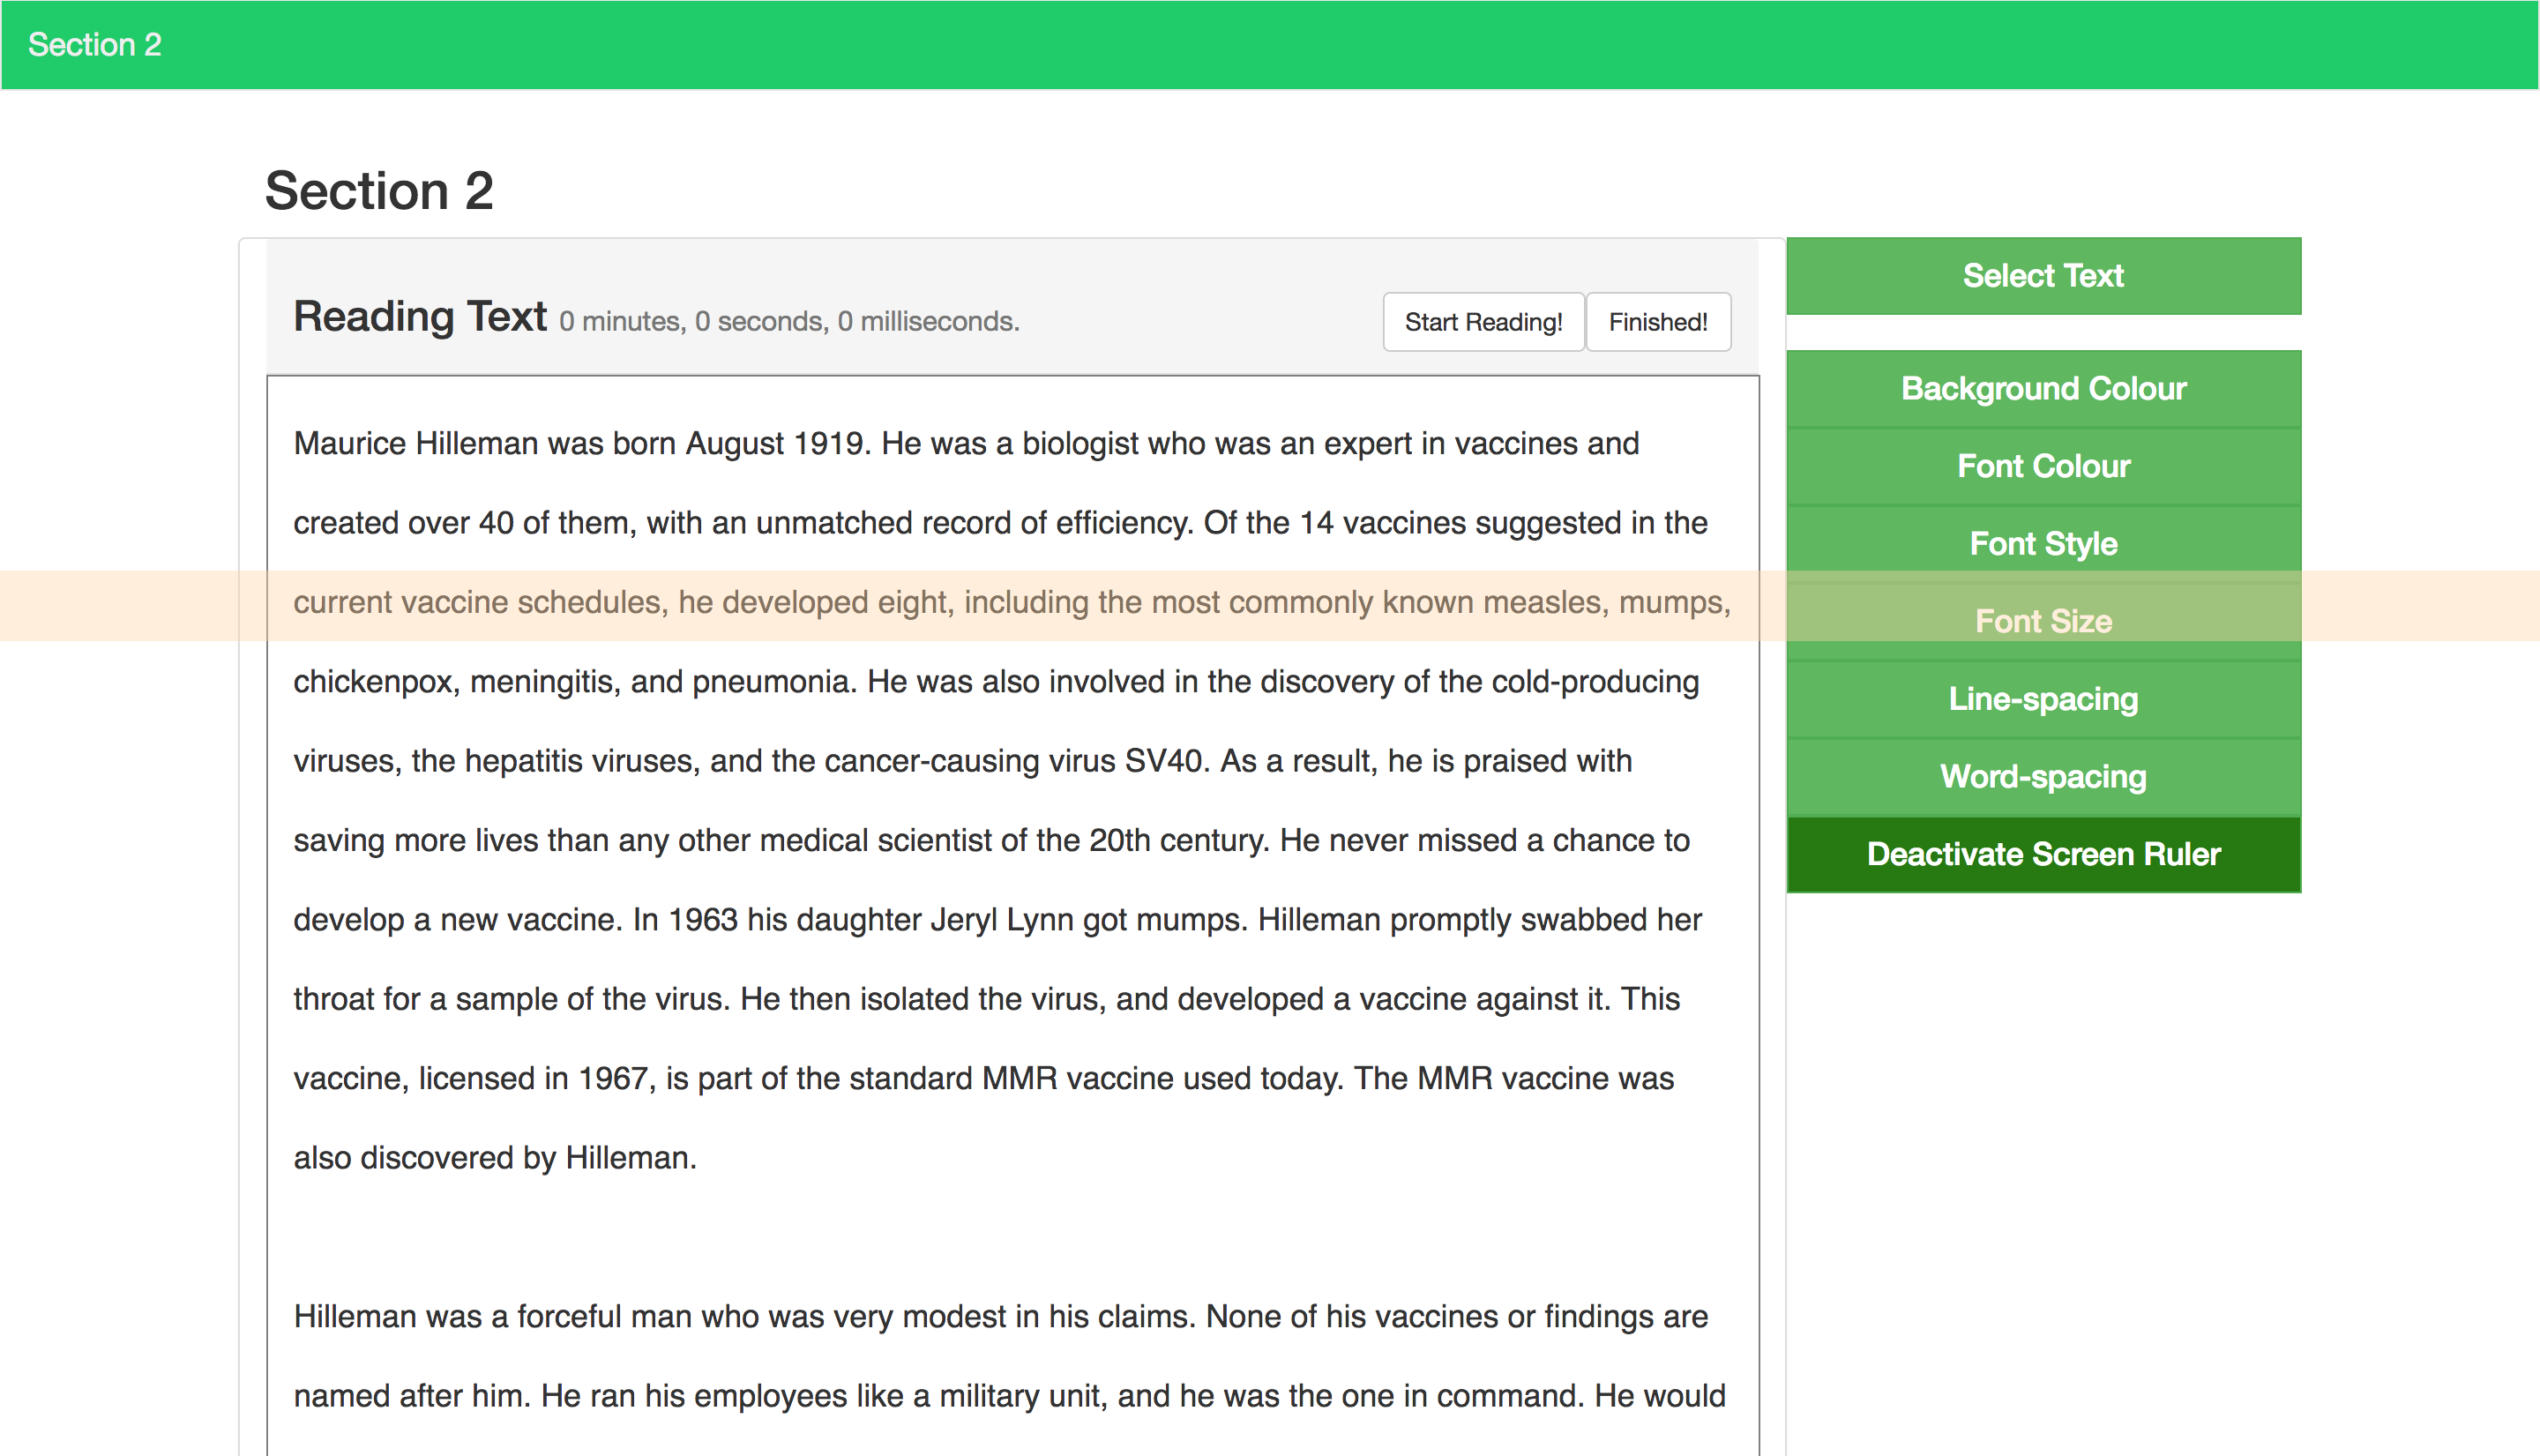 Section 2
Section 2
Reading Text 0 minutes, 0 seconds, 0 milliseconds.
Start Reading!
Finished!
Maurice Hilleman was born August 1919. He was a biologist who was an expert in vaccines and
created over 40 of them, with an unmatched record of efficiency. Of the 14 vaccines suggested in the
current vaccine schedules, he developed eight, including the most commonly known measles, mumps,
chickenpox, meningitis, and pneumonia. He was also involved in the discovery of the cold-producing
viruses, the hepatitis viruses, and the cancer-causing virus SV40. As a result, he is praised with
saving more lives than any other medical scientist of the 20th century. He never missed a chance to
develop a new vaccine. In 1963 his daughter Jeryl Lynn got mumps. Hilleman promptly swabbed her
throat for a sample of the virus. He then isolated the virus, and developed a vaccine against it. This
vaccine, licensed in 1967, is part of the standard MMR vaccine used today. The MMR vaccine was
also discovered by Hilleman.
Hilleman was a forceful man who was very modest in his claims. None of his vaccines or findings are
named after him. He ran his employees like a military unit, and he was the one in command. He would
Select Text
Background Colour
Font Colour
Font Style
Font Size
Line-spacing
Word-spacing
Deactivate Screen Ruler